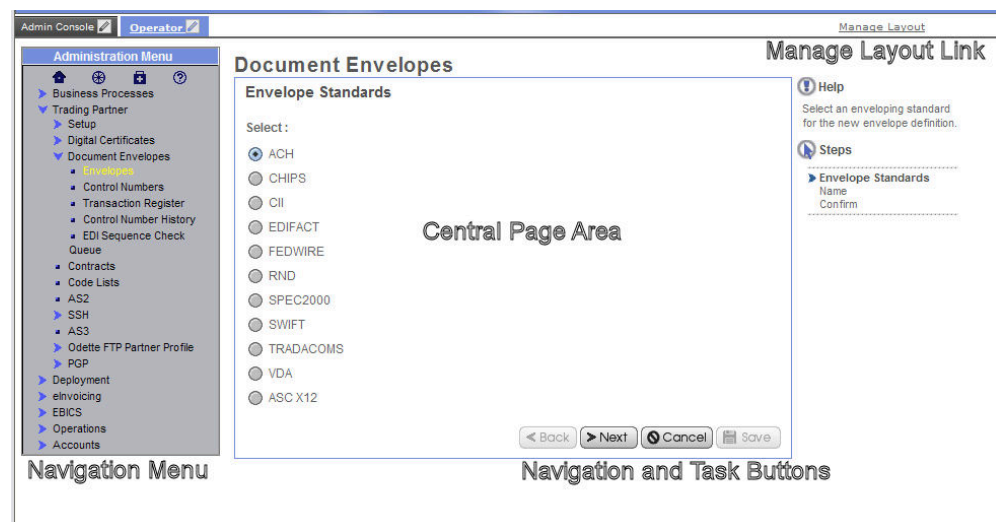 Admin Console
Operator
Manage Layout
Manage Layout Link
Administration Menu
Business Processes
Trading Partner
Setup
Digital Certificates
Document Envelopes
Envelopes
Control Numbers
Transaction Register
Control Number History
EDI Sequence Check
Queue
Contracts
Code Lists
AS2
SSH
AS3
Odette FTP Partner Profile
PGP
Deployment
eInvoicing
EBICS
Operations
Accounts
Navigation Menu
Document Envelopes
Envelope Standards
Select :
ACH
CHIPS
CII
EDIFACT
FEDWIRE
RND
SPEC2000
SWIFT
TRADACOMS
VDA
ASC X12
Central Page Area
Back Next Cancel Save
Navigation and Task Buttons
Help
Select an enveloping standard
for the new envelope definition.
Steps
Envelope Standards
Name
Confirm